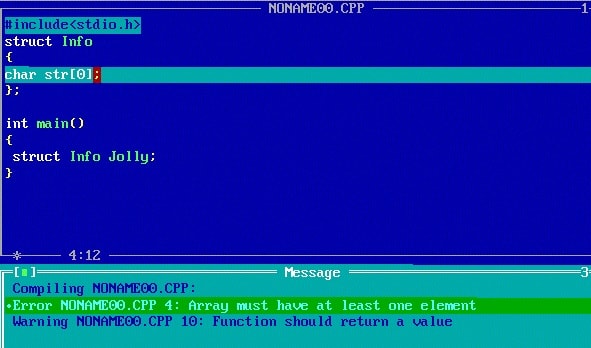 NONAME00.CPP 1
#include<stdio.h>
struct Info
{
char str[0];
};
int main()
{
struct Info Jolly;
}
* 4:12
[■] Message 3
Compiling NONAME00.CPP:
•Error NONAME00.CPP 4: Array must have at least one element
Warning NONAME00.CPP 10: Function should return a value